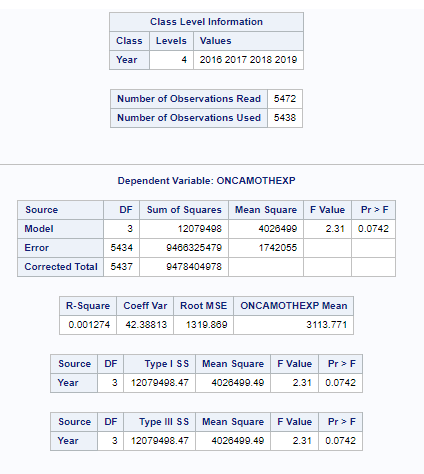 Class Level Information
Class Levels Values
Year 4 2016 2017 2018 2019
Number of Observations Read 5472
Number of Observations Used 5438
Dependent Variable: ONCAMOTHEXP
Source DF Sum of Squares Mean Square F Value Pr > F
Model 3 12079498 4026499 2.31 0.0742
Error 5434 9466325479 1742055
Corrected Total 5437 9478404978
R-Square Coeff Var Root MSE ONCAMOTHEXP Mean
0.001274 42.38813 1319.869 3113.771
Source DF Type I SS Mean Square F Value Pr > F
Year 3 12079498.47 4026499.49 2.31 0.0742
Source DF Type III SS Mean Square F Value Pr > F
Year 3 12079498.47 4026499.49 2.31 0.0742